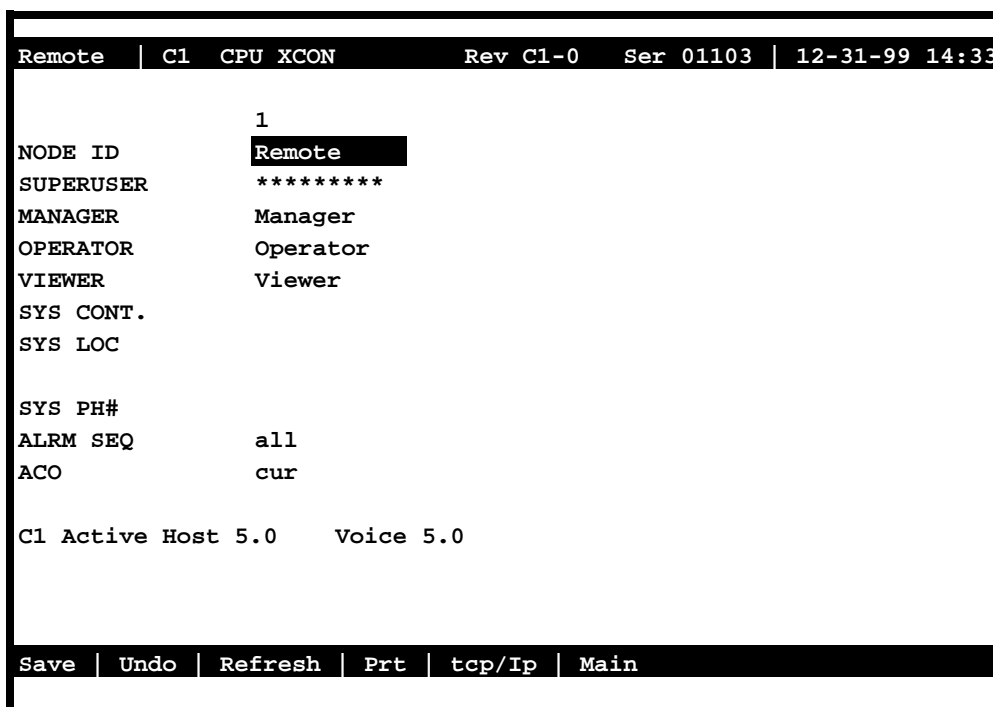 Remote | C1 CPU XCON Rev C1-0 Ser 01103 | 12-31-99 14:33
1
NODE ID Remote
SUPERUSER *********
MANAGER Manager
OPERATOR Operator
VIEWER Viewer
SYS CONT.
SYS LOC
SYS PH#
ALRM SEQ all
ACO cur
C1 Active Host 5.0 Voice 5.0
Save | Undo | Refresh | Prt | tcp/Ip | Main